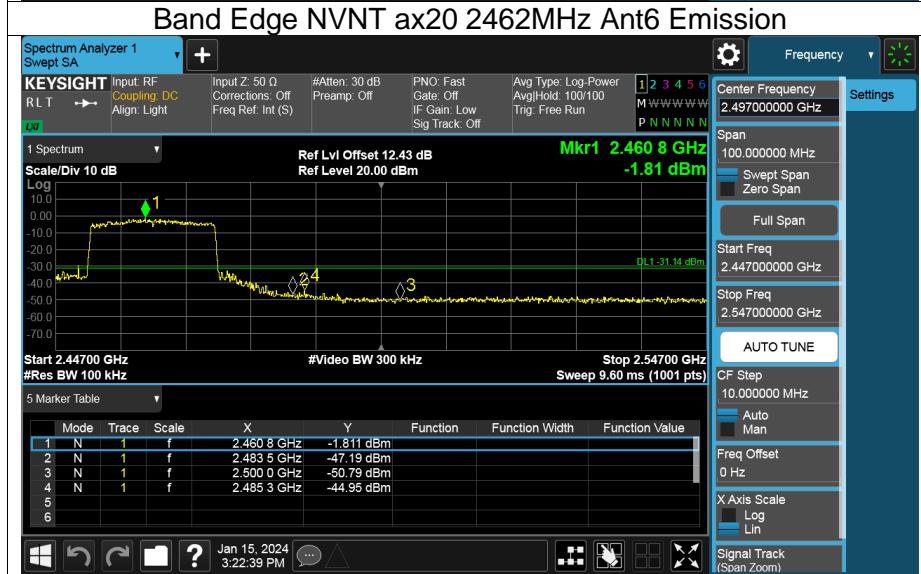 Band Edge NVNT ax20 2462MHz Ant6 Emission
Spectrum Analyzer 1
Swept SA
+
Frequency
Settings
KEYSIGHT
RLT
LXI
Input: RF
Coupling: DC
Align: Light
Input Z: 50 Ω
Corrections: Off
Freq Ref: Int (S)
#Atten: 30 dB
Preamp: Off
PNO: Fast
Gate: Off
IF Gain: Low
Sig Track: Off
Avg Type: Log-Power
Avg|Hold: 100/100
Trig: Free Run
1 2 3 4 5 6
M W W W W W
P N N N N N
1 Spectrum
Scale/Div 10 dB
Ref Lvl Offset 12.43 dB
Ref Level 20.00 dBm
Mkr1 2.460 8 GHz
-1.81 dBm
Log
10.0
0.00
-10.0
-20.0
-30.0
-40.0
-50.0
-60.0
-70.0
1
2
4
3
DL1 -31.14 dBm
Start 2.44700 GHz
#Res BW 100 kHz
#Video BW 300 kHz
Stop 2.54700 GHz
Sweep 9.60 ms (1001 pts)
5 Marker Table
Mode Trace Scale X Y Function Function Width Function Value
1 N 1 f 2.460 8 GHz -1.811 dBm
2 N 1 f 2.483 5 GHz -47.19 dBm
3 N 1 f 2.500 0 GHz -50.79 dBm
4 N 1 f 2.485 3 GHz -44.95 dBm
5
6
?
Jan 15, 2024
3:22:39 PM
Center Frequency
2.497000000 GHz
Span
100.000000 MHz
Swept Span
Zero Span
Full Span
Start Freq
2.447000000 GHz
Stop Freq
2.547000000 GHz
AUTO TUNE
CF Step
10.000000 MHz
Auto
Man
Freq Offset
0 Hz
X Axis Scale
Log
Lin
Signal Track
(Span Zoom)